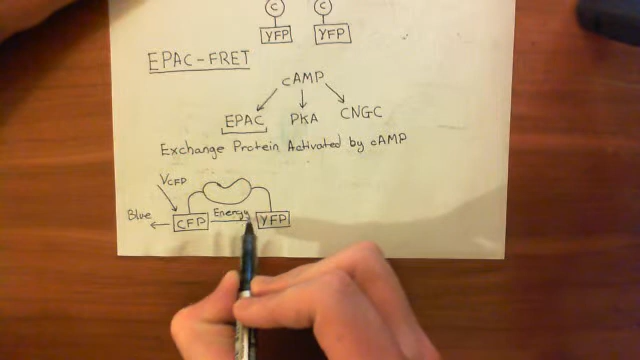 C C
YFP YFP
EPAC-FRET
cAMP
EPAC PKA CNGC
Exchange Protein Activated by cAMP
VCFP
Blue CFP Energy YFP